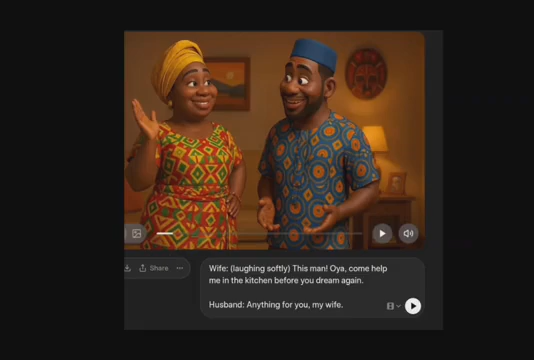 Share
Wife: (laughing softly) This man! Oya, come help
me in the kitchen before you dream again.
Husband: Anything for you, my wife.